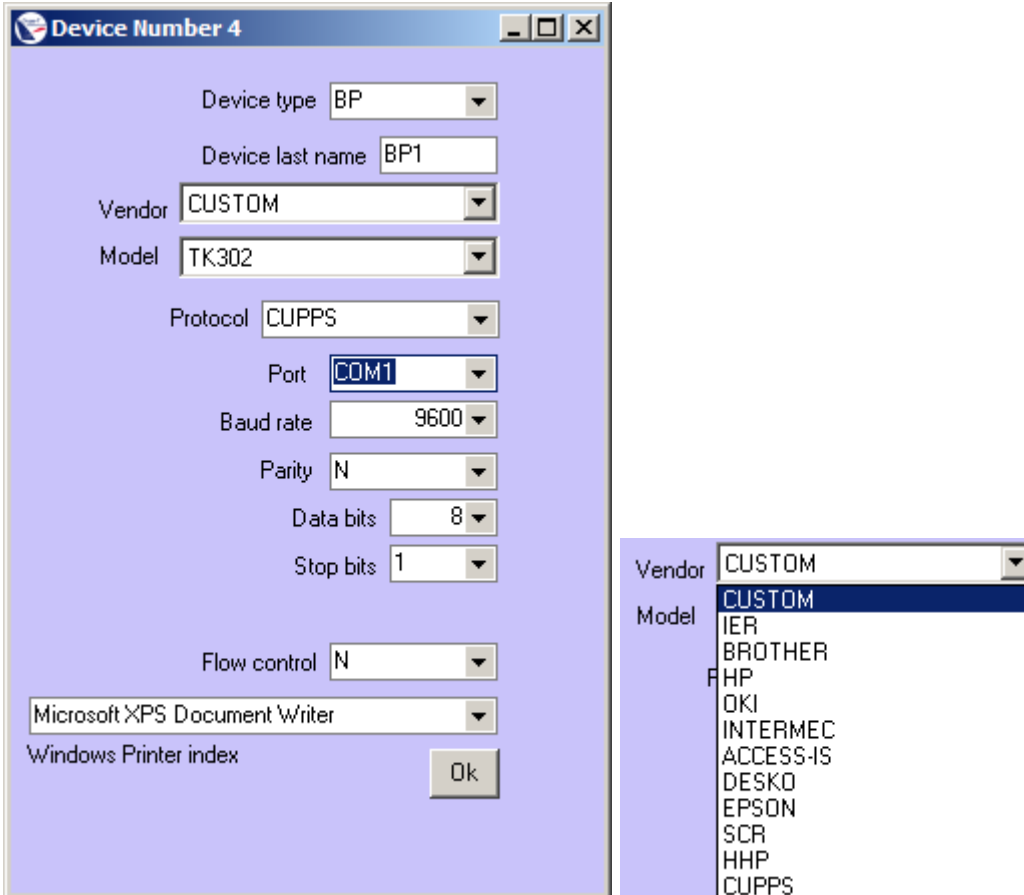 Device Number 4
Device type BP
Device last name BP1
Vendor CUSTOM
Model TK302
Protocol CUPPS
Port COM1
Baud rate 9600
Parity N
Data bits 8
Stop bits 1
Flow control N
Microsoft XPS Document Writer
Windows Printer index
Ok
Vendor CUSTOM
CUSTOM
Model
IER
BROTHER
HP
OKI
INTERMEC
ACCESS-IS
DESKO
EPSON
SCR
HHP
CUPPS